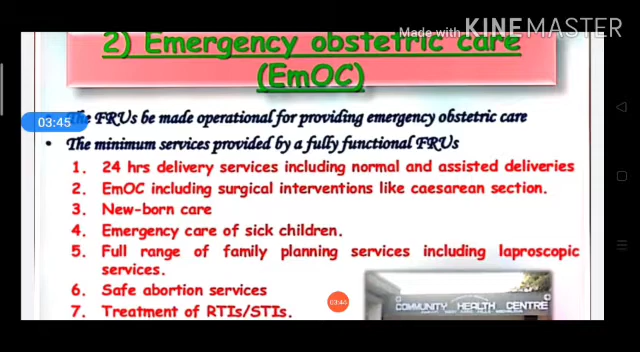 Made with KINEMASTER
2) Emergency obstetric care
(EmOC)
The FRUs be made operational for providing emergency obstetric care
03:45
• The minimum services provided by a fully functional FRUs
1. 24 hrs delivery services including normal and assisted deliveries
2. EmOC including surgical interventions like caesarean section.
3. New-born care
4. Emergency care of sick children.
5. Full range of family planning services including laproscopic
services.
6. Safe abortion services
03:46
COMMUNITY HEALTH CENTRE
7. Treatment of RTIs/STIs.